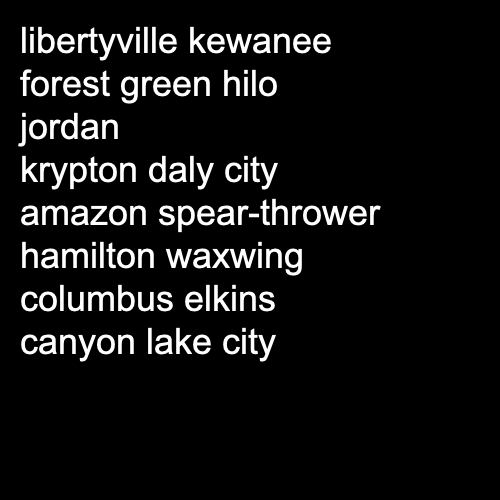 libertyville kewanee
forest green hilo
jordan
krypton daly city
amazon spear-thrower
hamilton waxwing
columbus elkins
canyon lake city